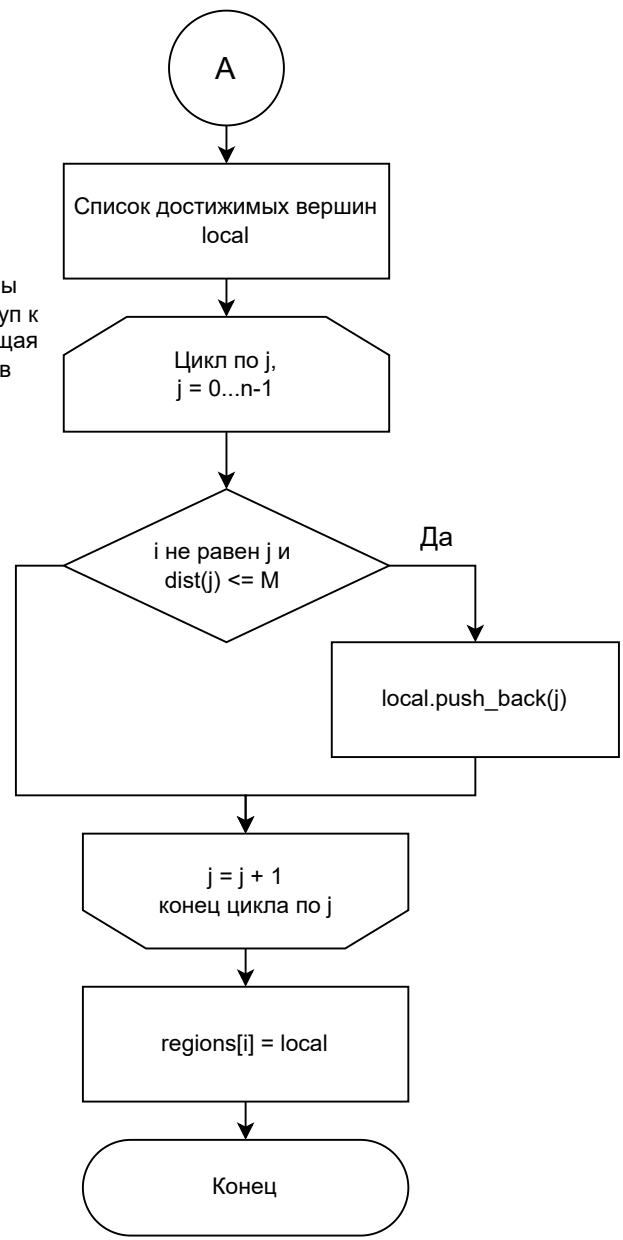 А
Список достижимых вершин
local
Цикл по j,
j = 0...n-1
i не равен j и
dist(j) <= M
Да
local.push_back(j)
j = j + 1
конец цикла по j
regions[i] = local
Конец